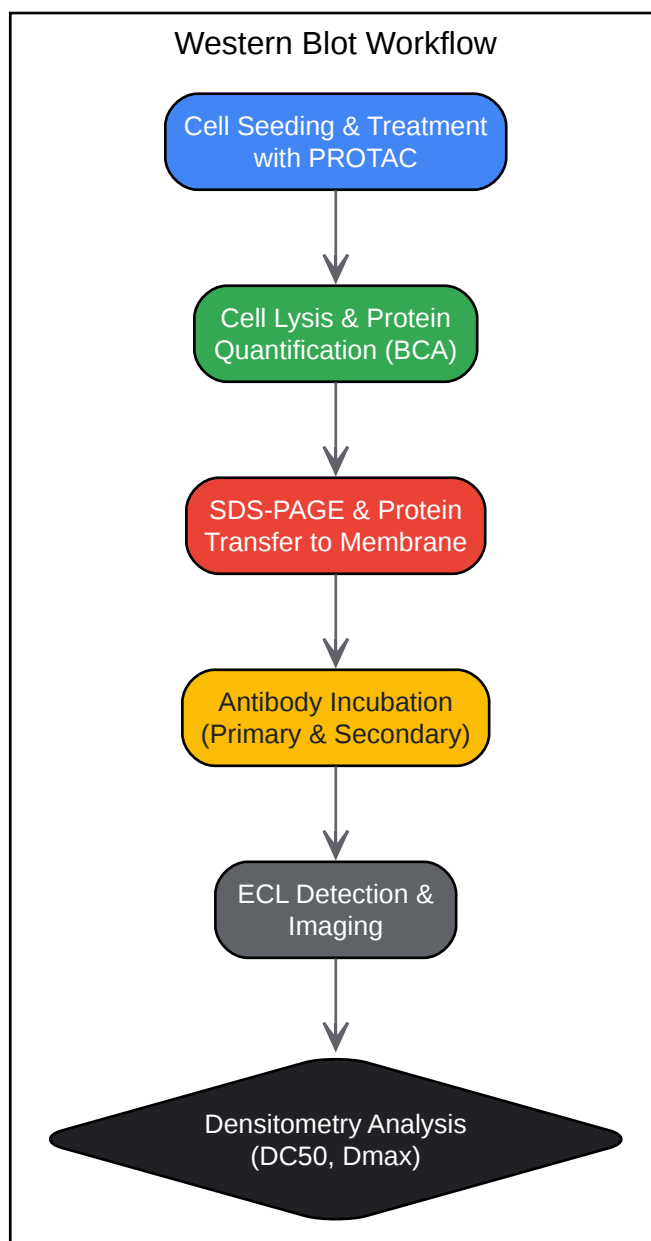 Western Blot Workflow
Cell Seeding & Treatment
with PROTAC
Cell Lysis & Protein
Quantification (BCA)
SDS-PAGE & Protein
Transfer to Membrane
Antibody Incubation
(Primary & Secondary)
ECL Detection &
Imaging
Densitometry Analysis
(DC50, Dmax)